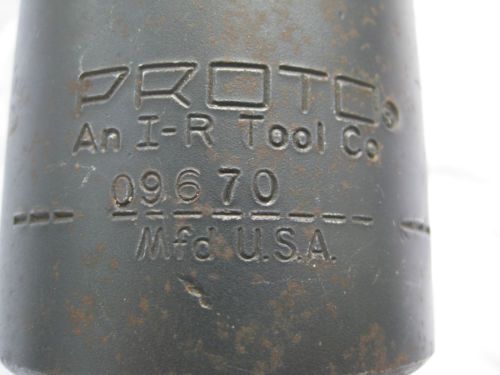 PROTO®
An I-R Tool Co
09670
Mfd U.S.A.